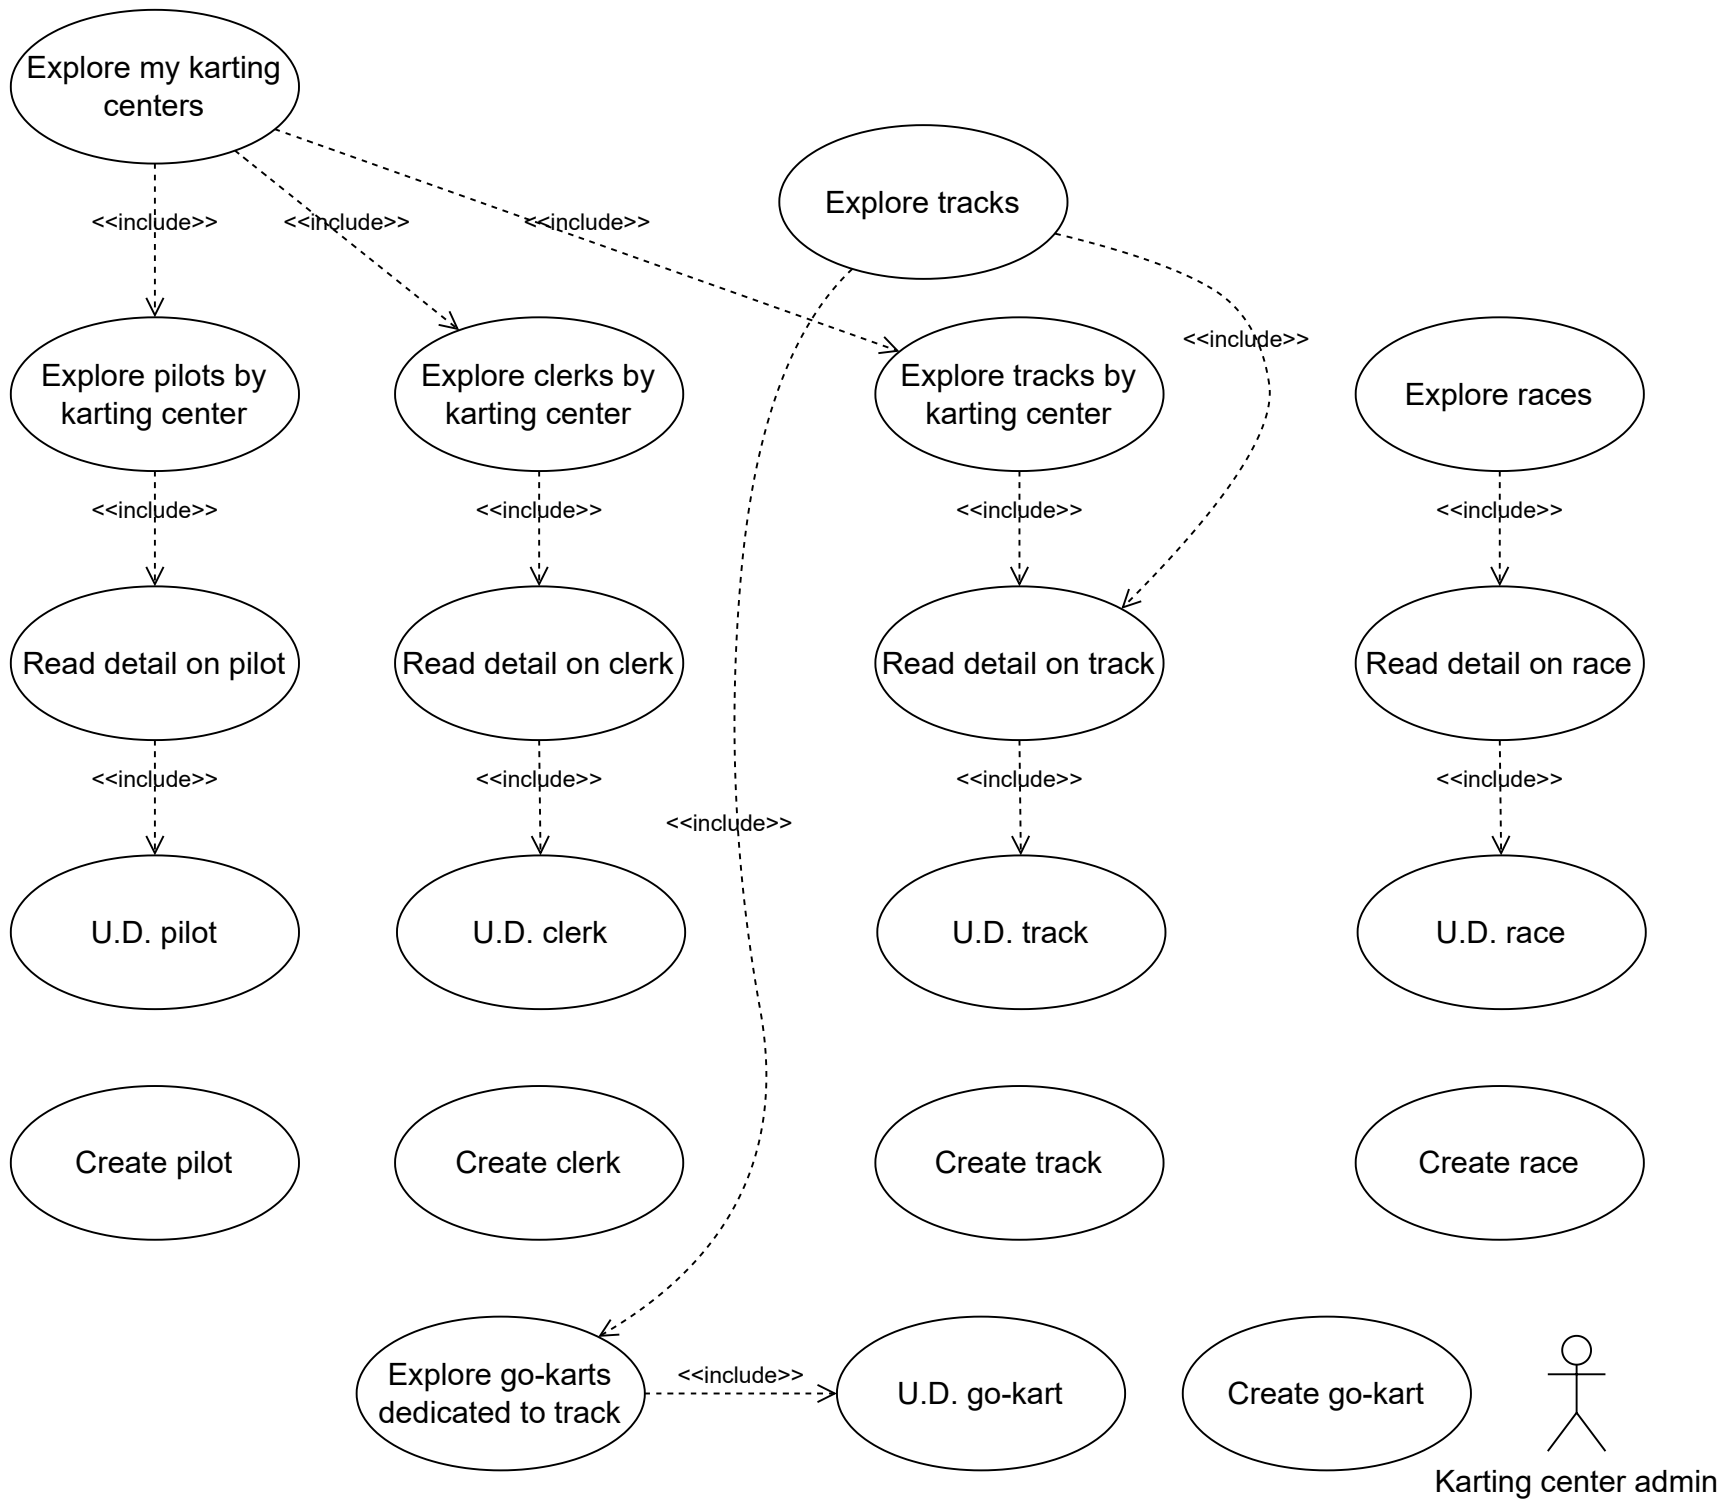 Explore my karting
centers
Explore tracks
<<include>>
<<include>>
<<include>>
<<include>>
Explore pilots by
karting center
Explore clerks by
karting center
Explore tracks by
karting center
Explore races
<<include>>
<<include>>
<<include>>
<<include>>
Read detail on pilot
Read detail on clerk
Read detail on track
Read detail on race
<<include>>
<<include>>
<<include>>
<<include>>
<<include>>
U.D. pilot
U.D. clerk
U.D. track
U.D. race
Create pilot
Create clerk
Create track
Create race
Explore go-karts
dedicated to track
<<include>>
U.D. go-kart
Create go-kart
Karting center admin